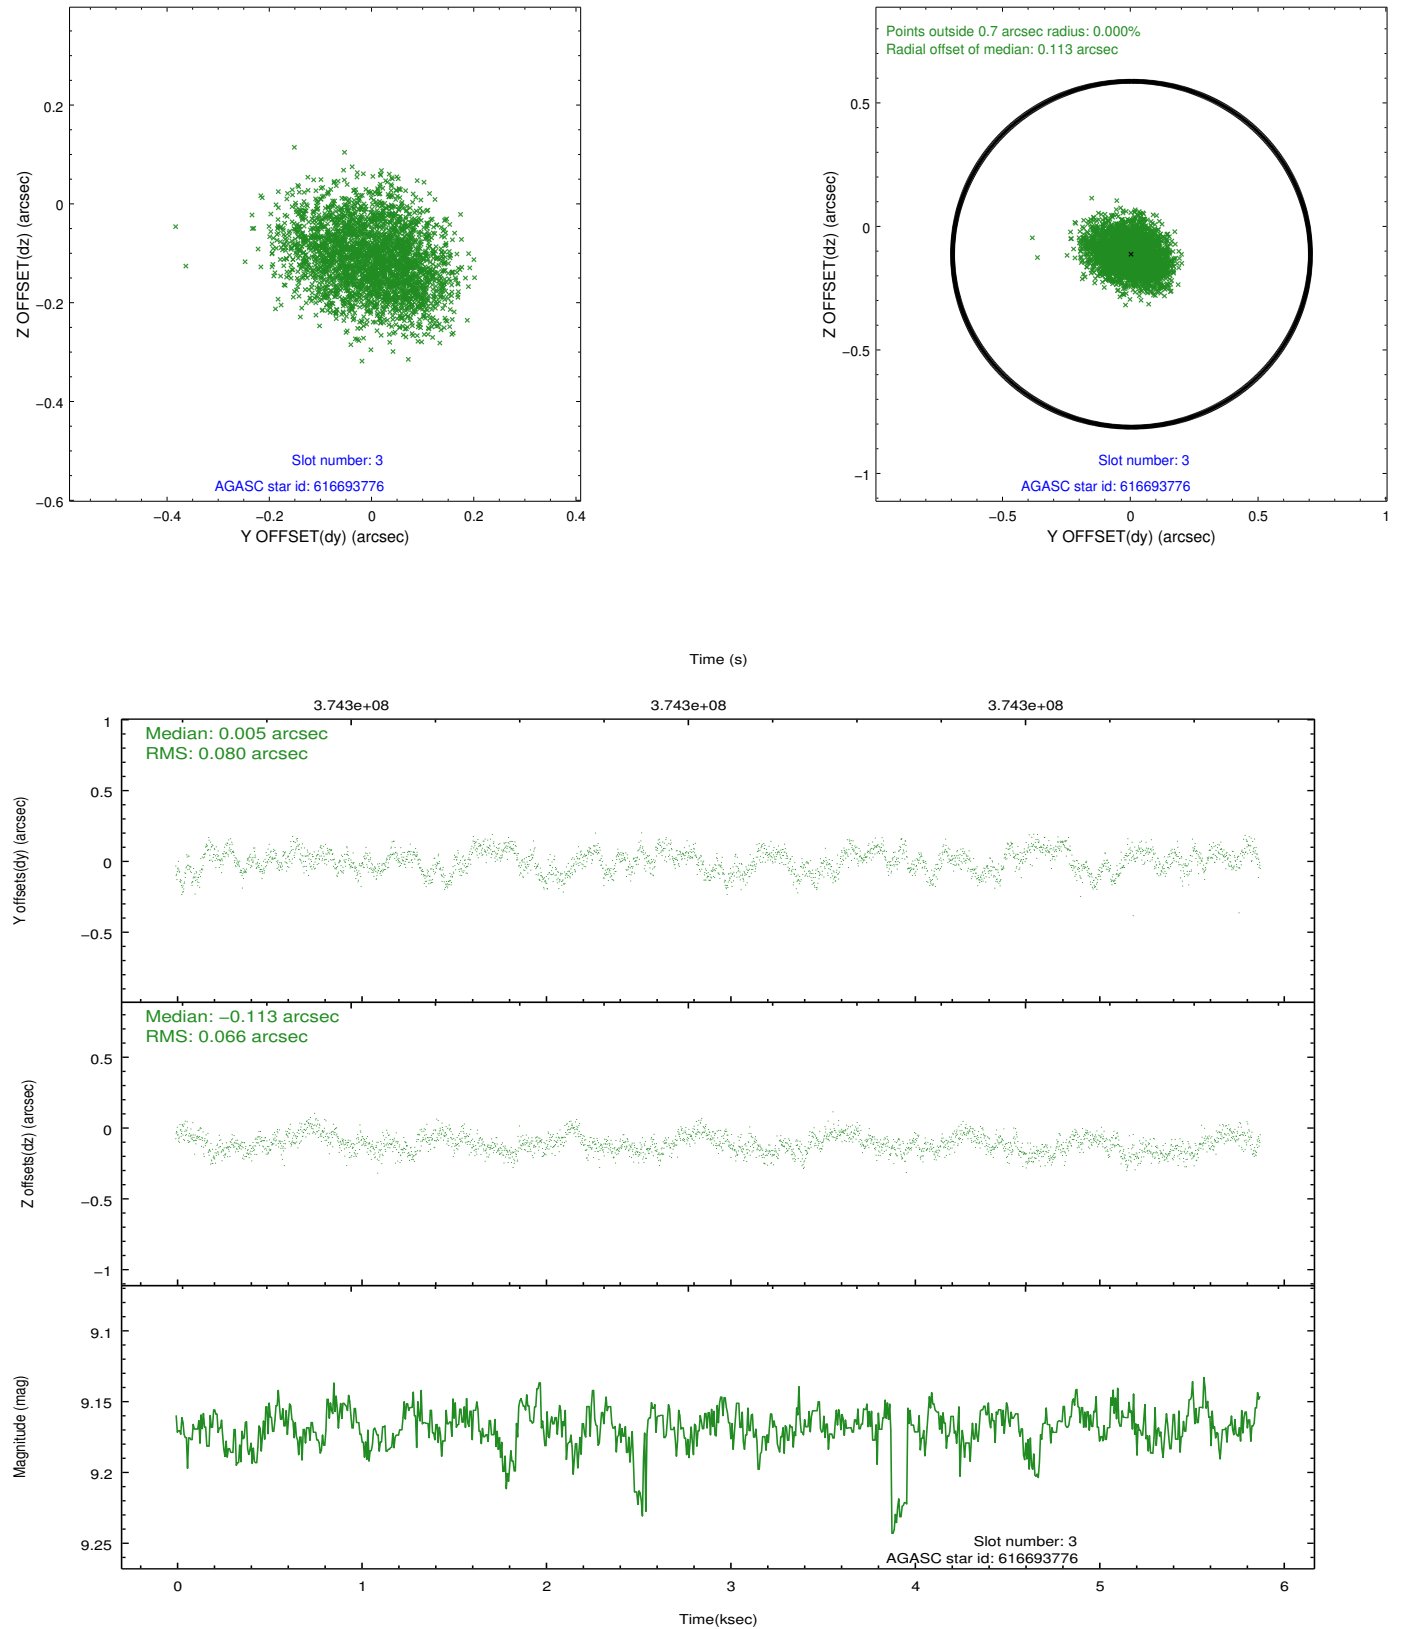 0.2
0
−0.2
−0.4
−0.6
Z OFFSET(dz) (arcsec)
Slot number: 3
AGASC star id: 616693776
−0.4 −0.2 0 0.2 0.4
Y OFFSET(dy) (arcsec)
Points outside 0.7 arcsec radius: 0.000%
Radial offset of median: 0.113 arcsec
0.5
0
−0.5
−1
Z OFFSET(dz) (arcsec)
Slot number: 3
AGASC star id: 616693776
−0.5 0 0.5 1
Y OFFSET(dy) (arcsec)
Time (s)
3.743e+08 3.743e+08 3.743e+08
Median: 0.005 arcsec
RMS: 0.080 arcsec
1
0.5
0
−0.5
Y offsets(dy) (arcsec)
Median: −0.113 arcsec
RMS: 0.066 arcsec
0.5
0
−0.5
−1
Z offsets(dz) (arcsec)
9.1
9.15
9.2
9.25
Magnitude (mag)
Slot number: 3
AGASC star id: 616693776
0 1 2 3 4 5 6
Time(ksec)